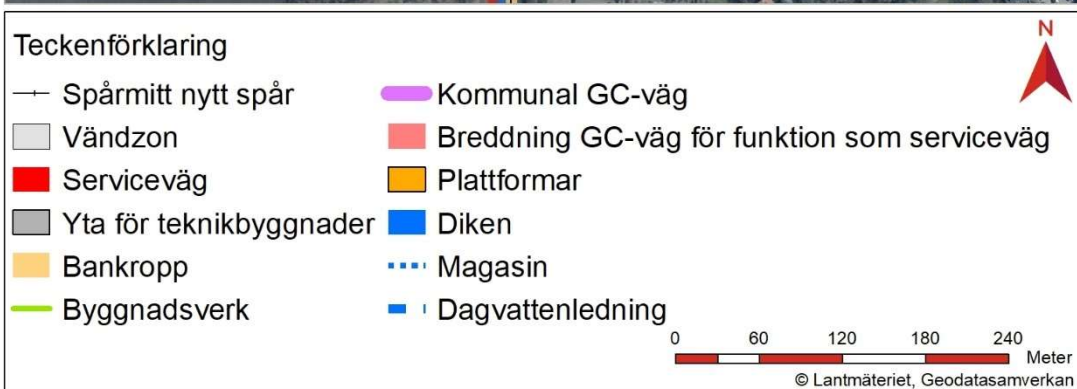 Teckenförklaring
Spårmitt nytt spår
Vändzon
Serviceväg
Yta för teknikbyggnader
Bankropp
Byggnadsverk
Kommunal GC-väg
Breddning GC-väg för funktion som serviceväg
Plattformar
Diken
Magasin
Dagvattenledning
N
0 60 120 180 240
Meter
© Lantmäteriet, Geodatasamverkan